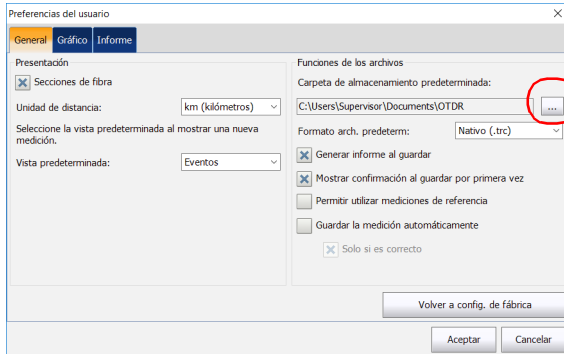 Preferencias del usuario
General Gráfico Informe
Presentación
Secciones de fibra
Unidad de distancia: km (kilómetros)
Seleccione la vista predeterminada al mostrar una nueva
medición.
Vista predeterminada: Eventos
Funciones de los archivos
Carpeta de almacenamiento predeterminada:
C:\Users\Supervisor\Documents\OTDR ...
Formato arch. predeterm: Nativo (.trc)
Generar informe al guardar
Mostrar confirmación al guardar por primera vez
Permitir utilizar mediciones de referencia
Guardar la medición automáticamente
Solo si es correcto
Volver a config. de fábrica
Aceptar Cancelar